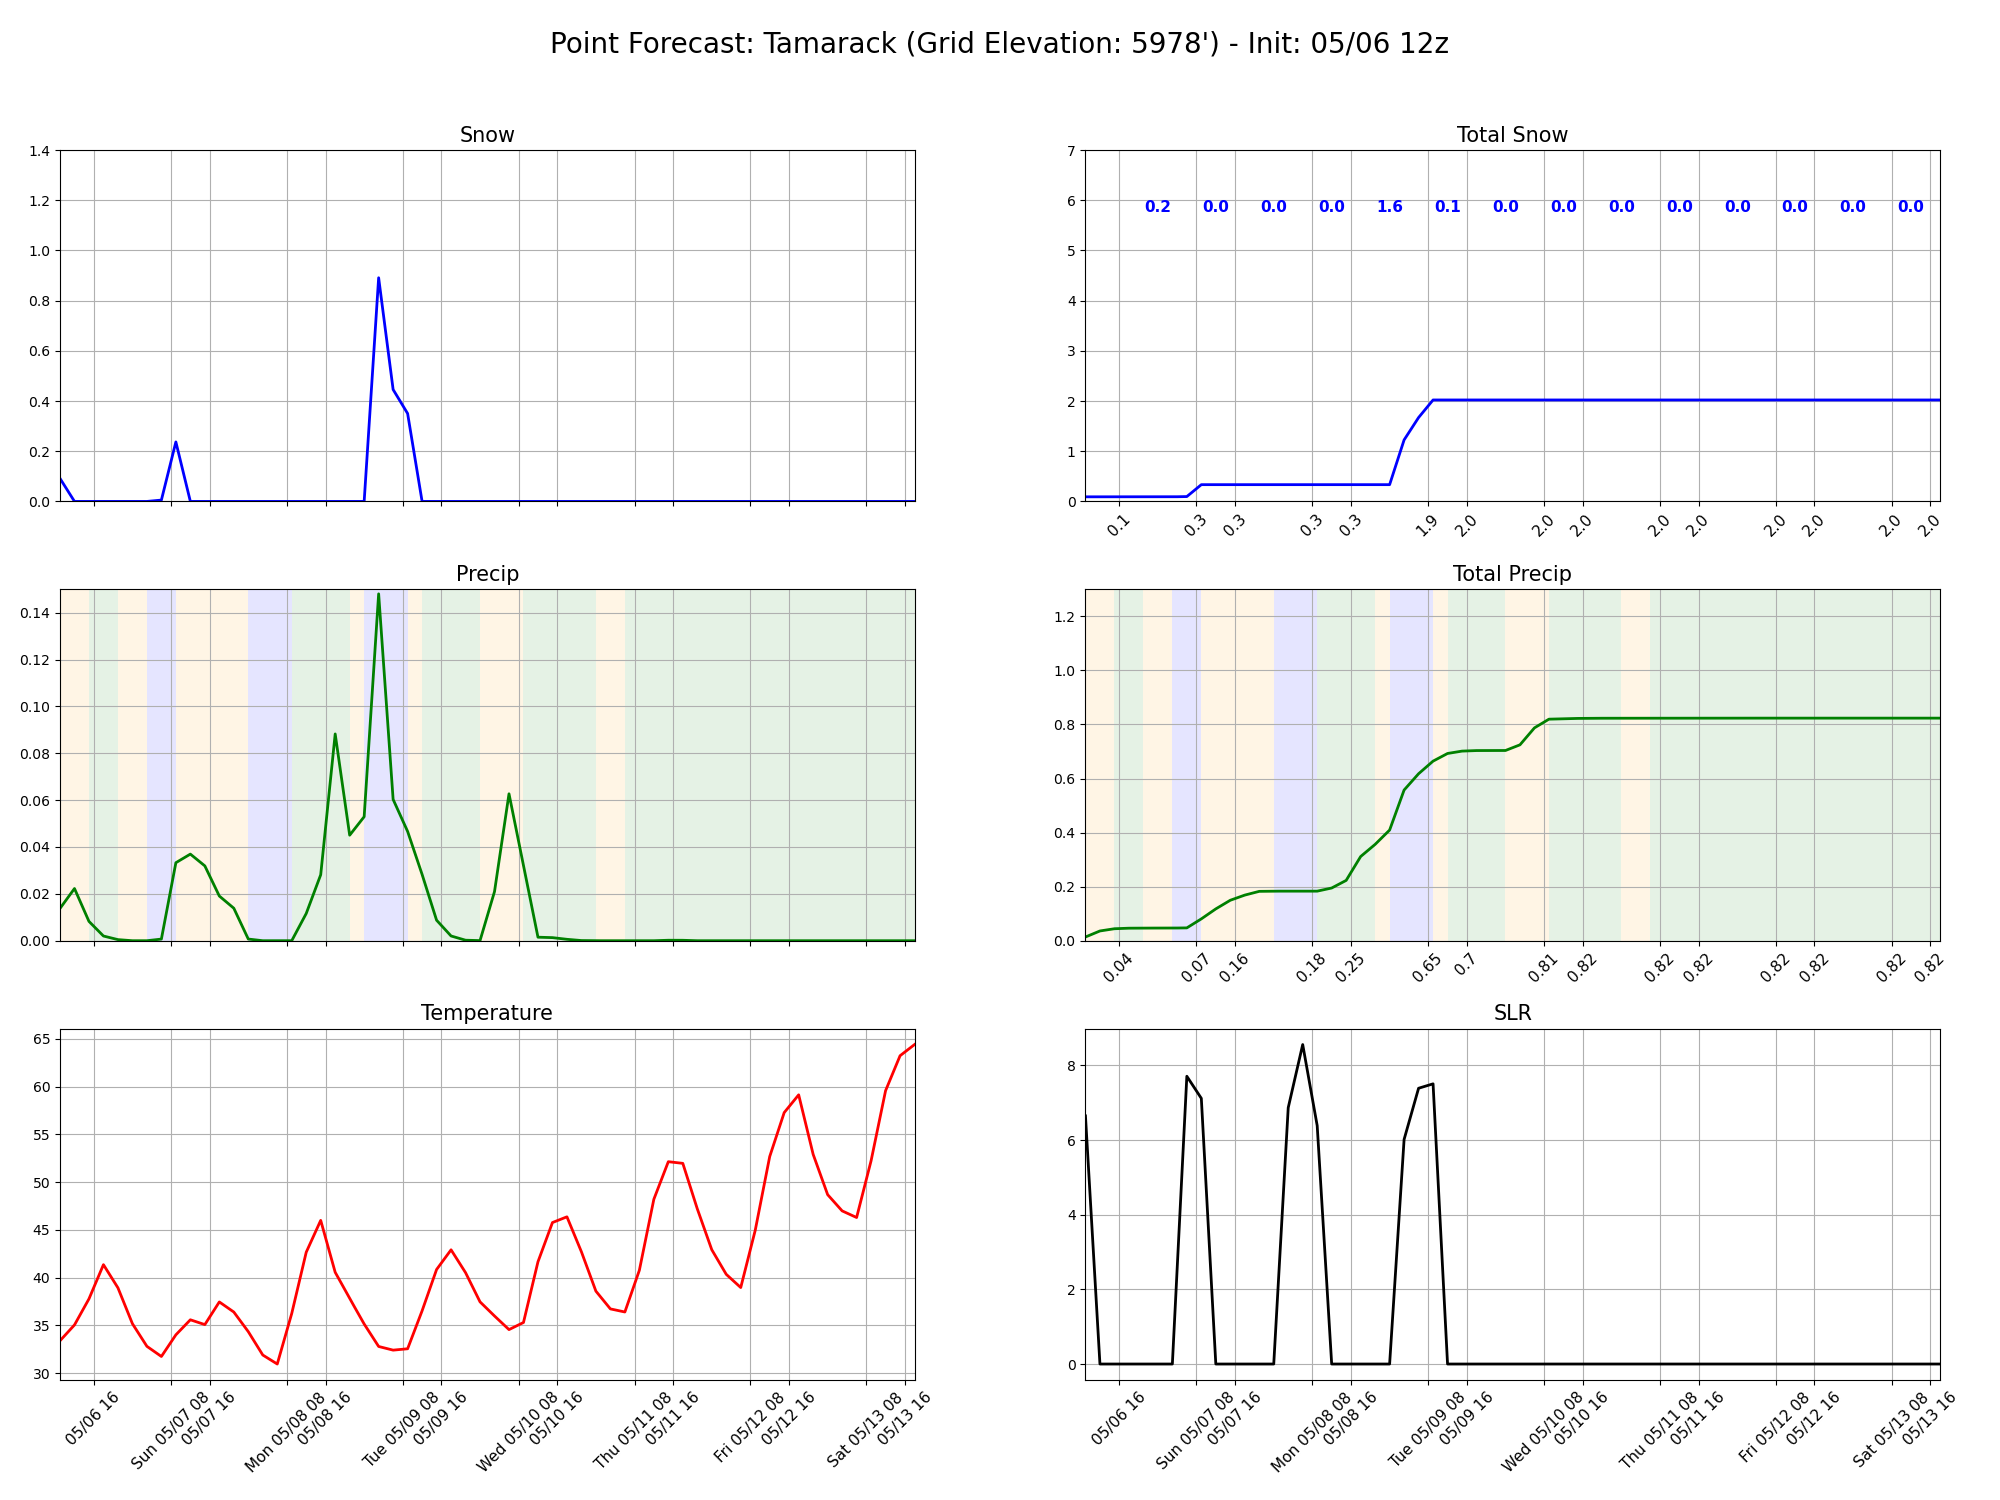 Point Forecast: Tamarack (Grid Elevation: 5978') - Init: 05/06 12z
Snow
1.4
1.2
1.0
0.8
0.6
0.4
0.2
0.0
Total Snow
7
6
5
4
3
2
1
0
0.2 0.0 0.0 0.0 1.6 0.1 0.0 0.0 0.0 0.0 0.0 0.0 0.0 0.0
0.1 0.3 0.3 0.3 0.3 1.9 2.0 2.0 2.0 2.0 2.0 2.0 2.0 2.0 2.0
Precip
0.14
0.12
0.10
0.08
0.06
0.04
0.02
0.00
Total Precip
1.2
1.0
0.8
0.6
0.4
0.2
0.0
0.04 0.07 0.16 0.18 0.25 0.65 0.7 0.81 0.82 0.82 0.82 0.82 0.82 0.82 0.82
Temperature
65
60
55
50
45
40
35
30
05/06 16
Sun 05/07 08
05/07 16
Mon 05/08 08
05/08 16
Tue 05/09 08
05/09 16
Wed 05/10 08
05/10 16
Thu 05/11 08
05/11 16
Fri 05/12 08
05/12 16
Sat 05/13 08
05/13 16
SLR
8
6
4
2
0
05/06 16
Sun 05/07 08
05/07 16
Mon 05/08 08
05/08 16
Tue 05/09 08
05/09 16
Wed 05/10 08
05/10 16
Thu 05/11 08
05/11 16
Fri 05/12 08
05/12 16
Sat 05/13 08
05/13 16